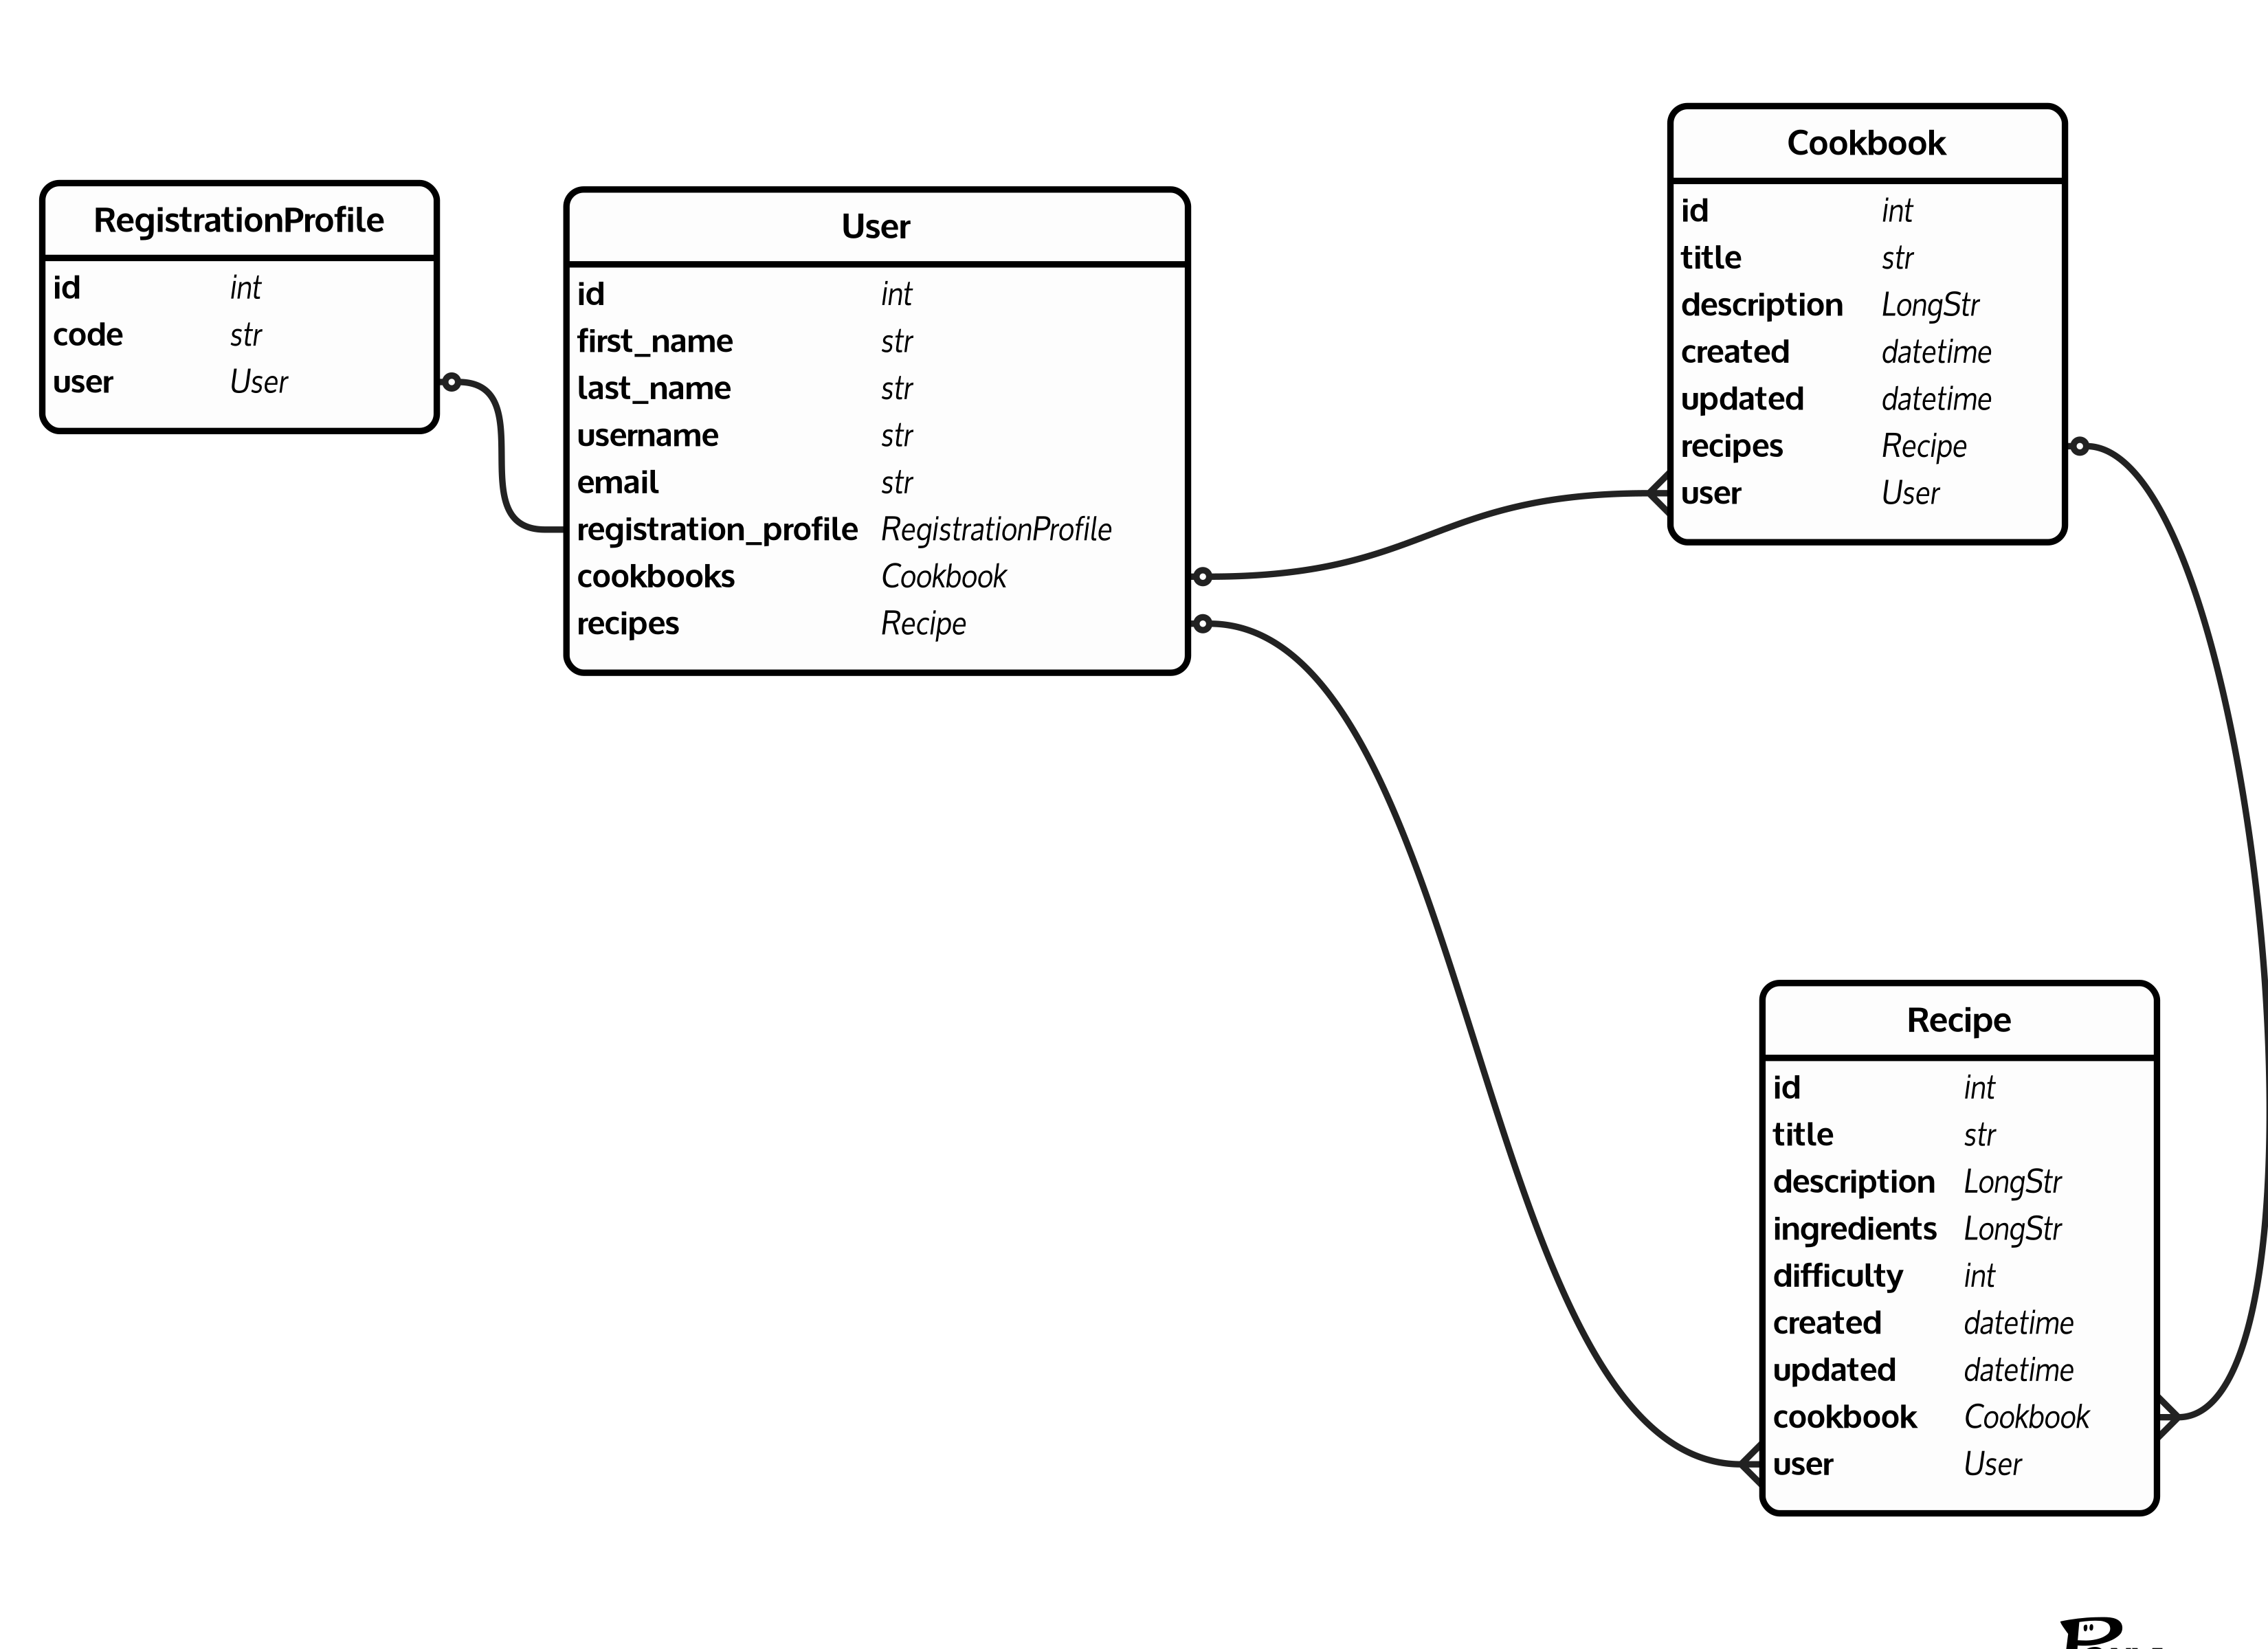 RegistrationProfile
id int
code str
user User
User
id int
first_name str
last_name str
username str
email str
registration_profile RegistrationProfile
cookbooks Cookbook
recipes Recipe
Cookbook
id int
title str
description LongStr
created datetime
updated datetime
recipes Recipe
user User
Recipe
id int
title str
description LongStr
ingredients LongStr
difficulty int
created datetime
updated datetime
cookbook Cookbook
user User